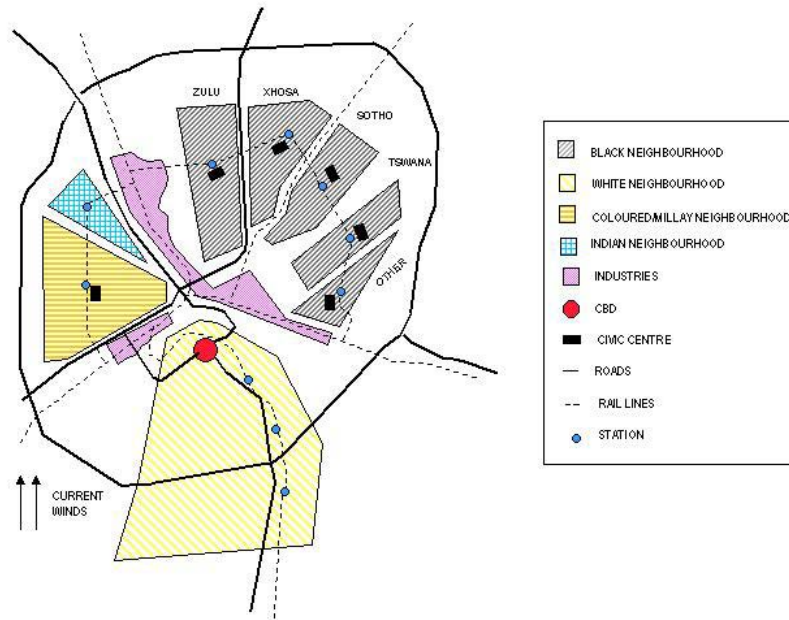 ZULU
XHOSA
SOTHO
TSWANA
OTHER
CURRENT
WINDS
BLACK NEIGHBOURHOOD
WHITE NEIGHBOURHOOD
COLOURED/MILLAY NEIGHBOURHOOD
INDIAN NEIGHBOURHOOD
INDUSTRIES
CBD
CIVIC CENTRE
ROADS
RAIL LINES
STATION